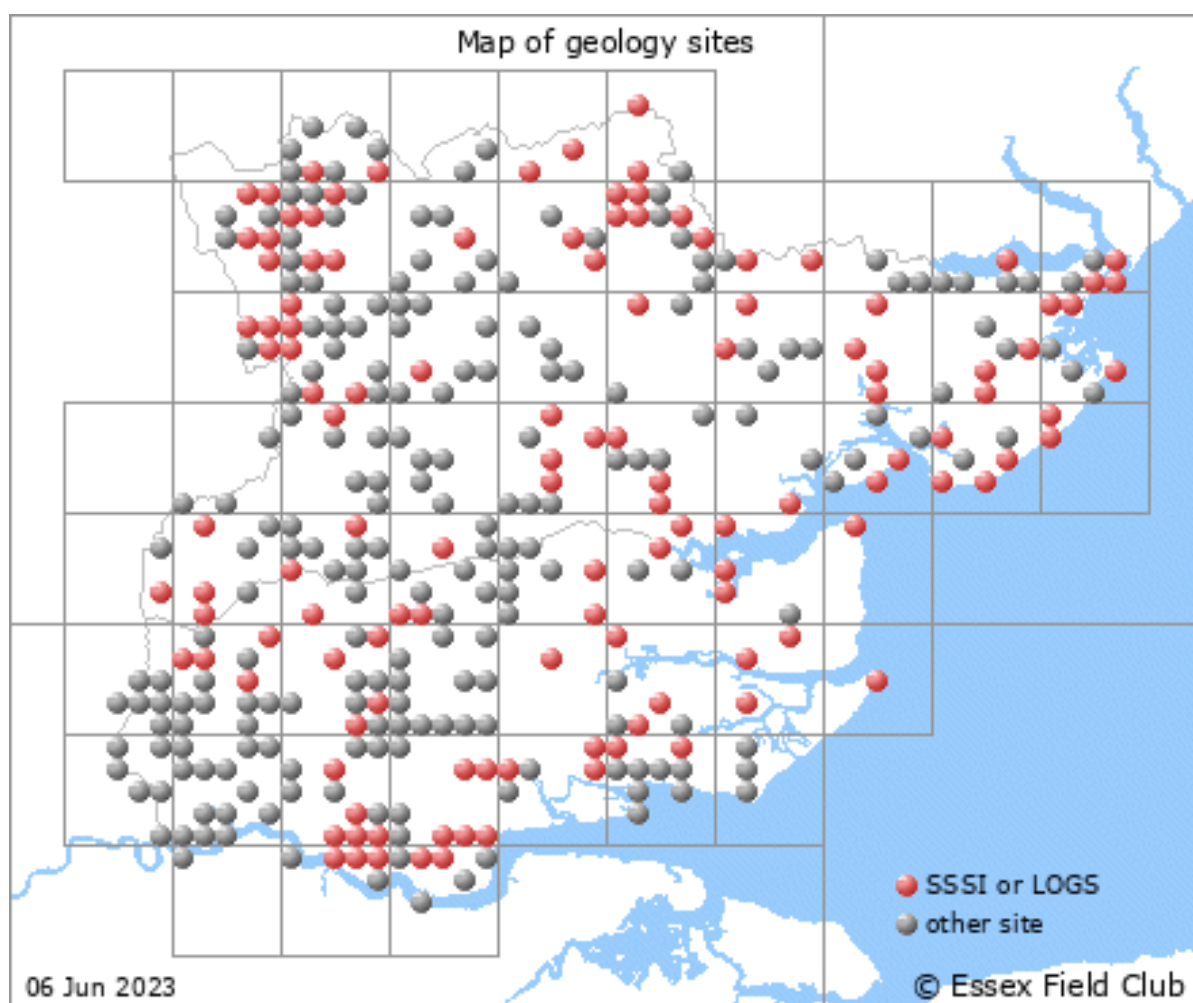 Map of geology sites
SSSI or LOGS
other site
06 Jun 2023
© Essex Field Club